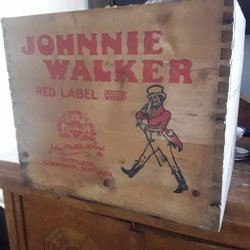 JOHNNIE
WALKER
RED LABEL SCOTCH
WHISKY
John Walker & Sons
DISTILLERS
KILMARNOCK, SCOTLAND